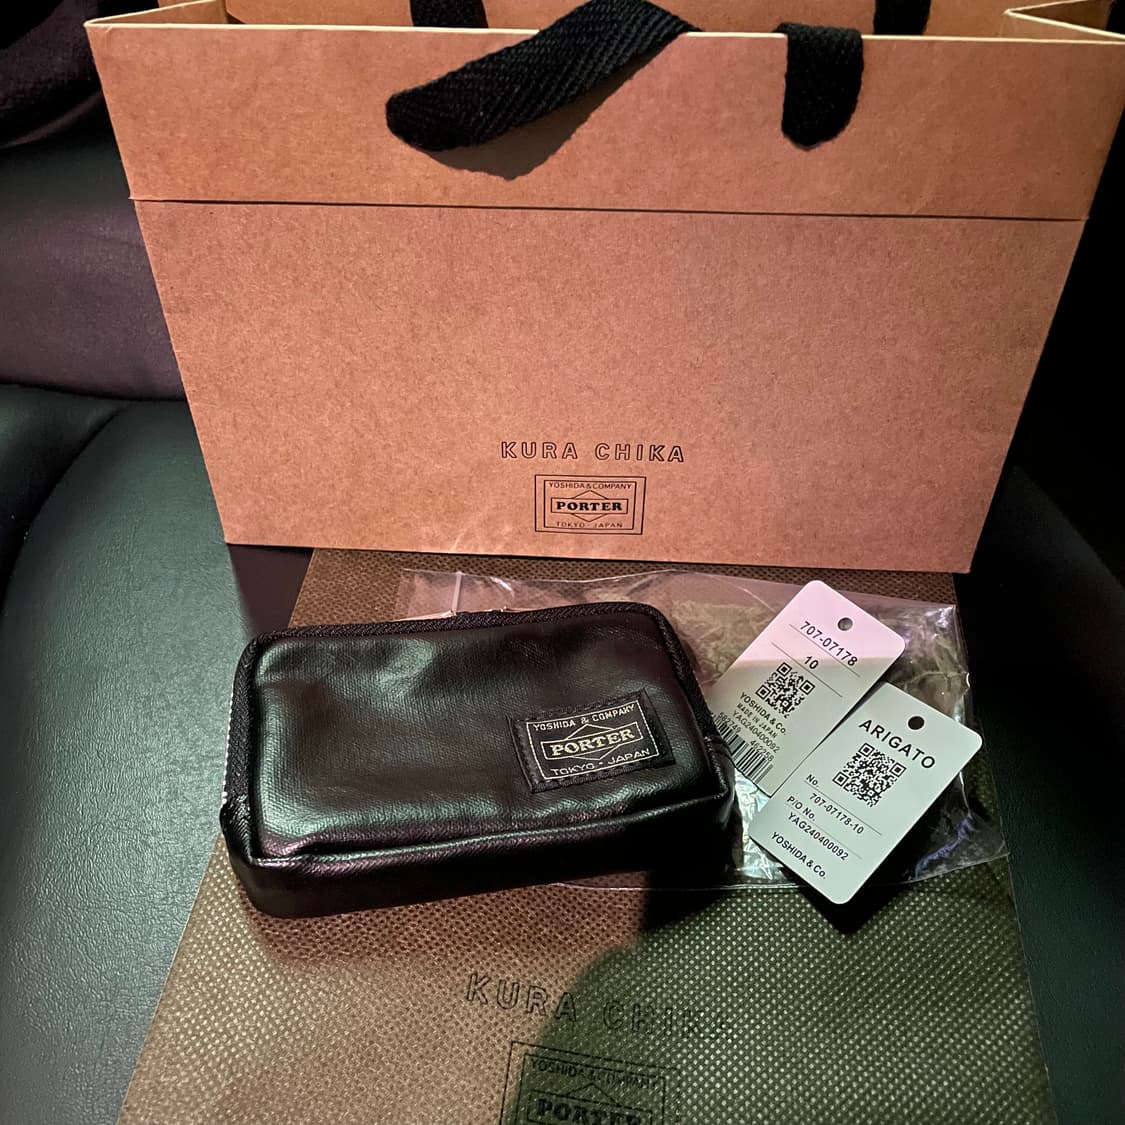 KURA CHIKA
YOSHIDA & COMPANY
PORTER
TOKYO · JAPAN
YOSHIDA & COMPANY
PORTER
TOKYO · JAPAN
707-07178
10
YOSHIDA & Co.
MADE IN JAPAN
YAG240400092
ARIGATO
No.
707-07178-10
P/O No.
YAG240400092
YOSHIDA & Co.
KURA CHIKA
YOSHIDA & COMPANY
PORTER